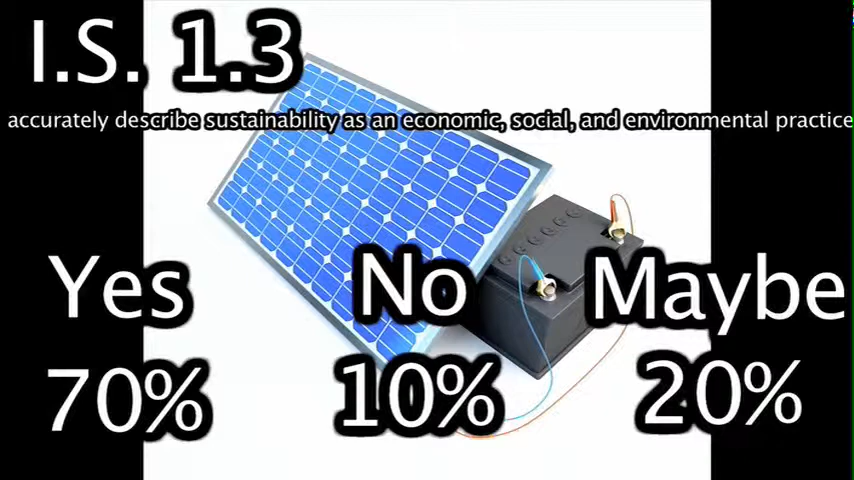 I.S. 1.3
accurately describe sustainability as an economic, social, and environmental practice
Yes No Maybe
70% 10% 20%